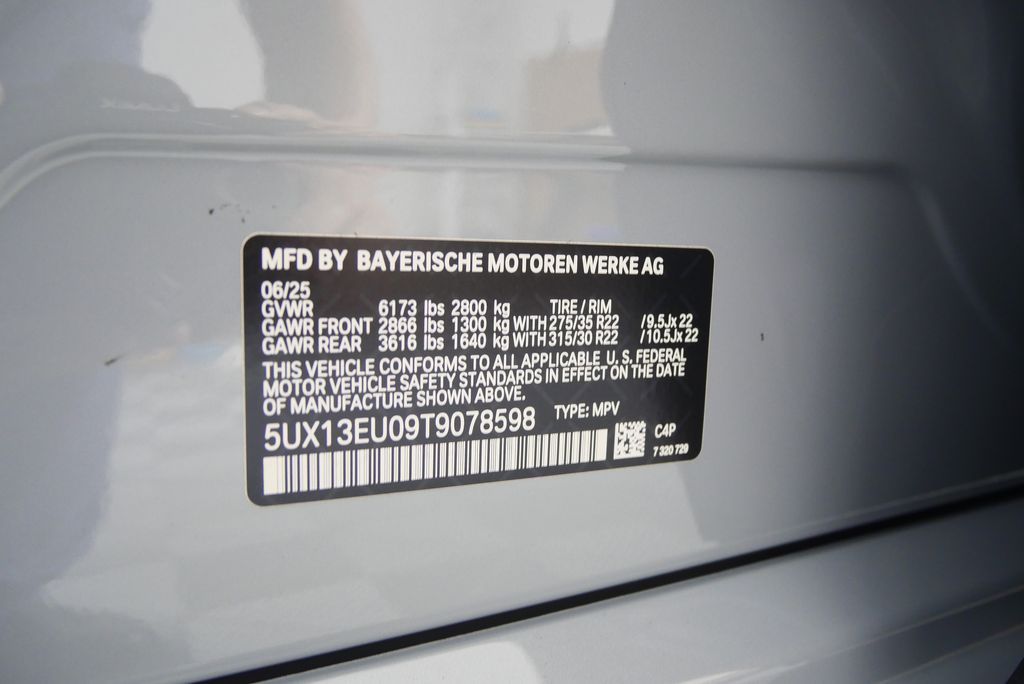 MFD BY BAYERISCHE MOTOREN WERKE AG
06/25
GVWR 6173 lbs 2800 kg TIRE / RIM
GAWR FRONT 2866 lbs 1300 kg WITH 275/35 R22 /9.5Jx22
GAWR REAR 3616 lbs 1640 kg WITH 315/30 R22 /10.5Jx22
THIS VEHICLE CONFORMS TO ALL APPLICABLE U. S. FEDERAL
MOTOR VEHICLE SAFETY STANDARDS IN EFFECT ON THE DATE
OF MANUFACTURE SHOWN ABOVE.
5UX13EU09T9078598 TYPE: MPV
C4P
7 320 720